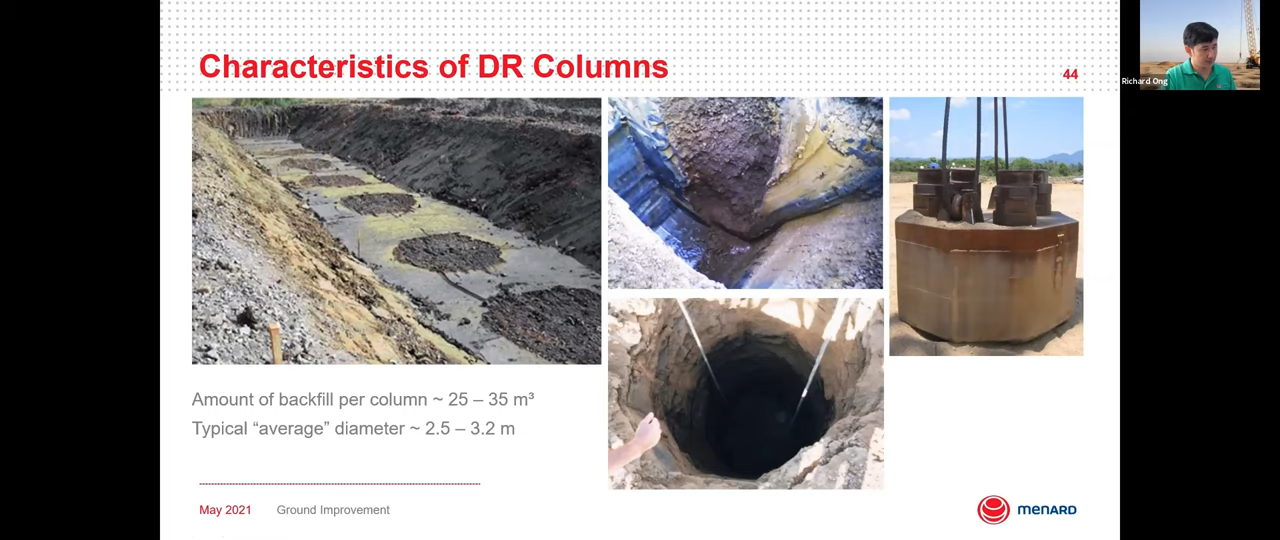 Characteristics of DR Columns
44
Richard Ong
Amount of backfill per column ~ 25 – 35 m³
Typical “average” diameter ~ 2.5 – 3.2 m
May 2021 Ground Improvement
MENARD